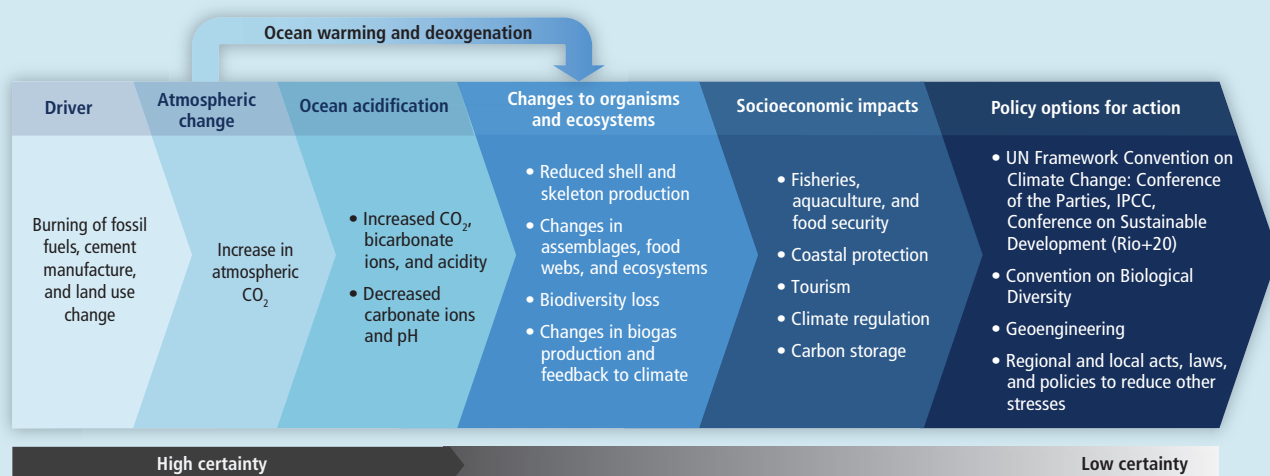 Ocean warming and deoxgenation
Driver
Atmospheric
change
Ocean acidification
Changes to organisms
and ecosystems
Socioeconomic impacts
Policy options for action
Burning of fossil
fuels, cement
manufacture,
and land use
change
Increase in
atmospheric
CO₂
• Increased CO₂,
bicarbonate
ions, and acidity
• Decreased
carbonate ions
and pH
• Reduced shell and
skeleton production
• Changes in
assemblages, food
webs, and ecosystems
• Biodiversity loss
• Changes in biogas
production and
feedback to climate
• Fisheries,
aquaculture, and
food security
• Coastal protection
• Tourism
• Climate regulation
• Carbon storage
• UN Framework Convention on
Climate Change: Conference
of the Parties, IPCC,
Conference on Sustainable
Development (Rio+20)
• Convention on Biological
Diversity
• Geoengineering
• Regional and local acts, laws,
and policies to reduce other
stresses
High certainty
Low certainty